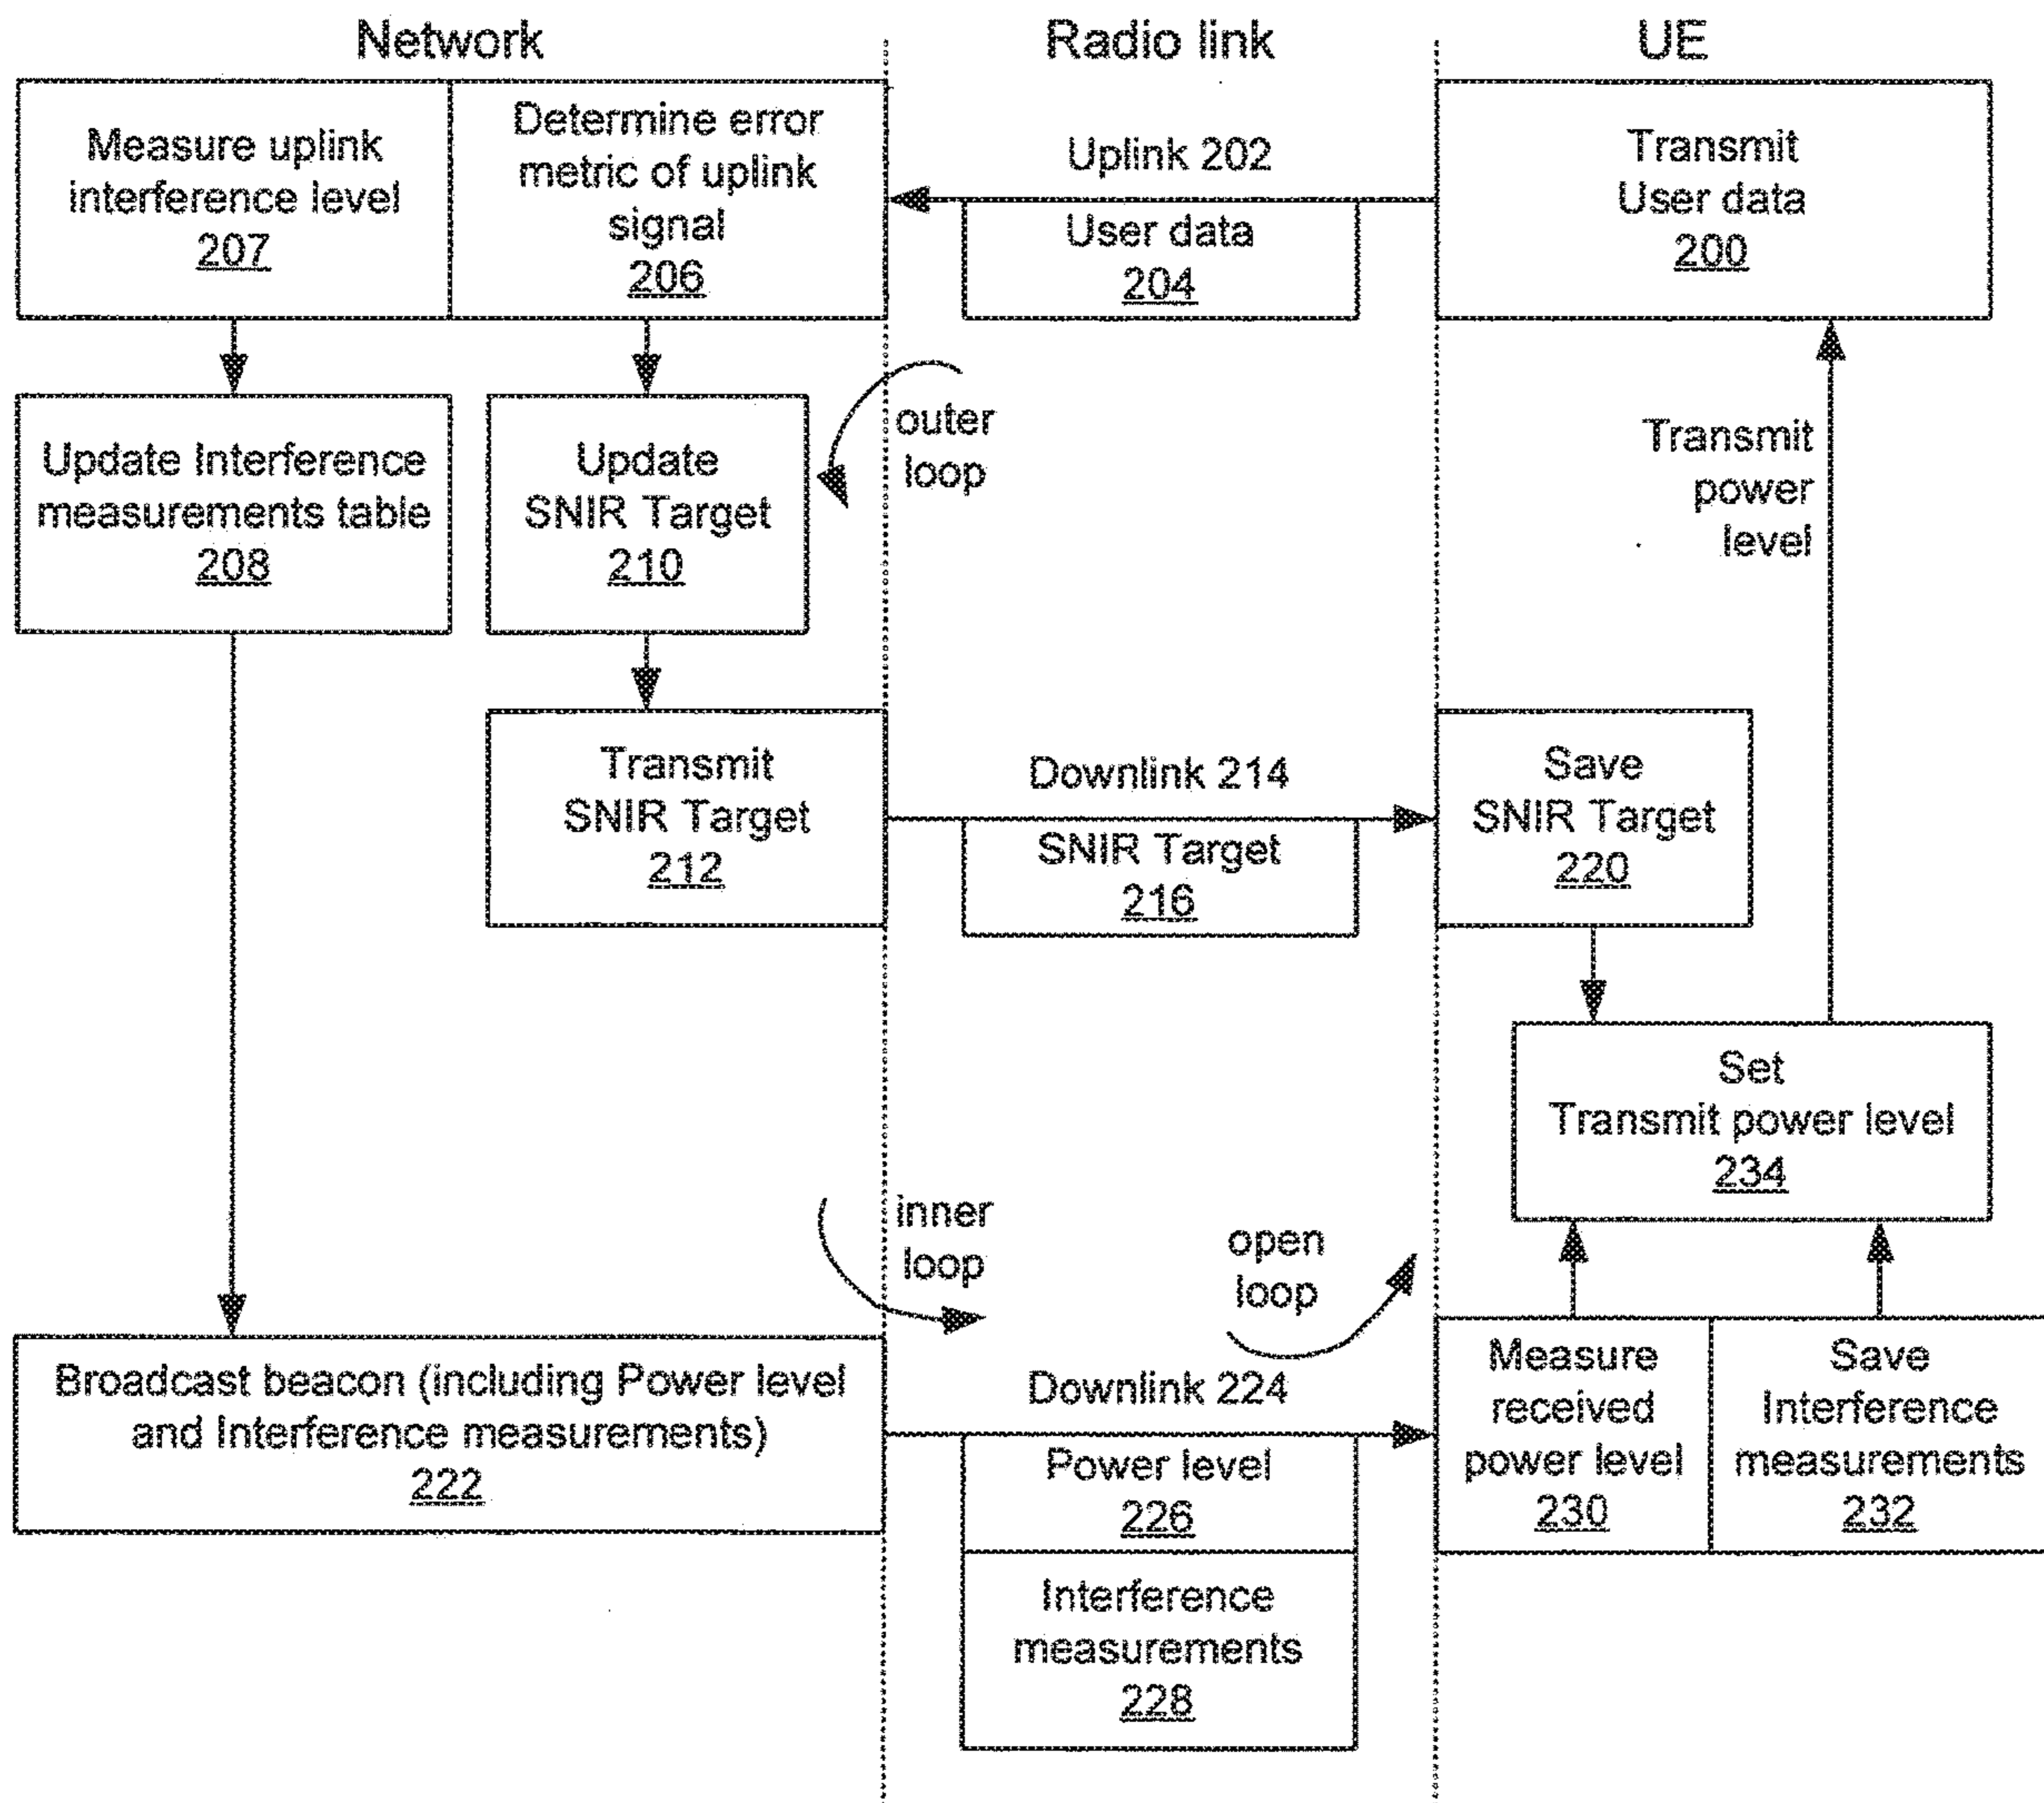 Network
Radio link
UE
Measure uplink
interference level
207
Determine error
metric of uplink
signal
206
Uplink 202
User data
204
Transmit
User data
200
Update Interference
measurements table
208
Update
SNIR Target
210
outer
loop
Transmit
power
level
Transmit
SNIR Target
212
Downlink 214
SNIR Target
216
Save
SNIR Target
220
Set
Transmit power level
234
inner
loop
open
loop
Broadcast beacon (including Power level
and Interference measurements)
222
Downlink 224
Power level
226
Interference
measurements
228
Measure
received
power level
230
Save
Interference
measurements
232